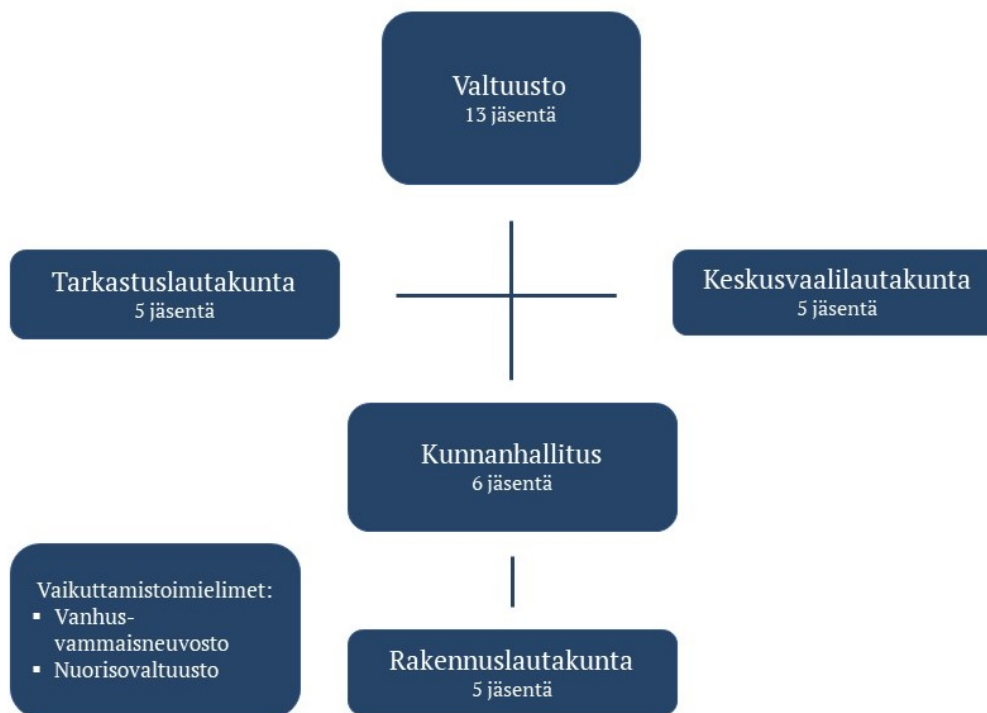 Valtuusto
13 jäsentä
Tarkastuslautakunta
5 jäsentä
Keskusvaalilautakunta
5 jäsentä
Kunnanhallitus
6 jäsentä
Vaikuttamistoimielimet:
▪ Vanhus-
vammaisneuvosto
▪ Nuorisovaltuusto
Rakennuslautakunta
5 jäsentä